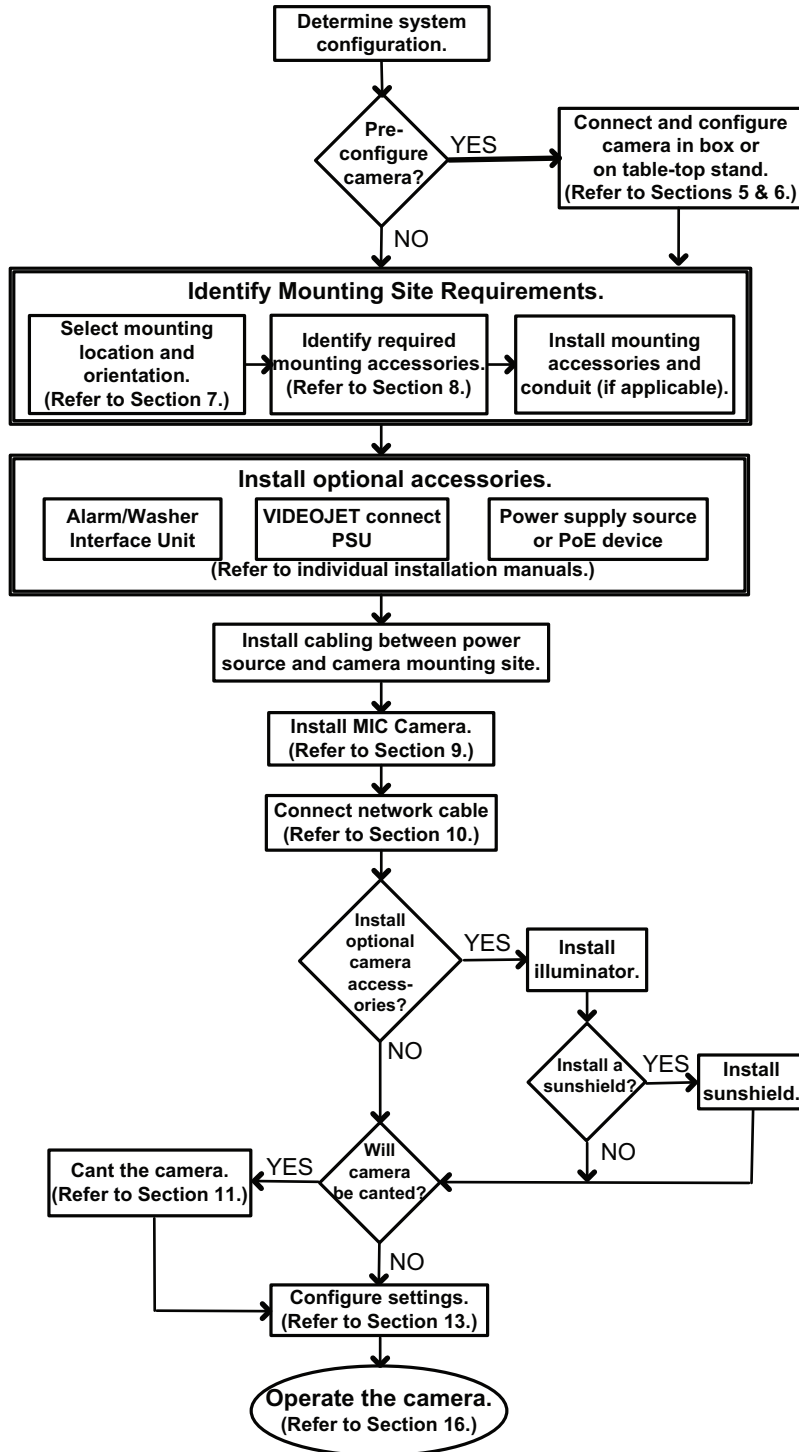 Determine system
configuration.
Pre-
configure
camera?
YES
Connect and configure
camera in box or
on table-top stand.
(Refer to Sections 5 & 6.)
NO
Identify Mounting Site Requirements.
Select mounting
location and
orientation.
(Refer to Section 7.)
Identify required
mounting accessories.
(Refer to Section 8.)
Install mounting
accessories and
conduit (if applicable).
Install optional accessories.
Alarm/Washer
Interface Unit
VIDEOJET connect
PSU
Power supply source
or PoE device
(Refer to individual installation manuals.)
Install cabling between power
source and camera mounting site.
Install MIC Camera.
(Refer to Section 9.)
Connect network cable
(Refer to Section 10.)
Install
optional
camera
access-
ories?
YES
Install
illuminator.
NO
Install a
sunshield?
YES
Install
sunshield.
NO
Will
camera
be canted?
YES
Cant the camera.
(Refer to Section 11.)
NO
Configure settings.
(Refer to Section 13.)
Operate the camera.
(Refer to Section 16.)